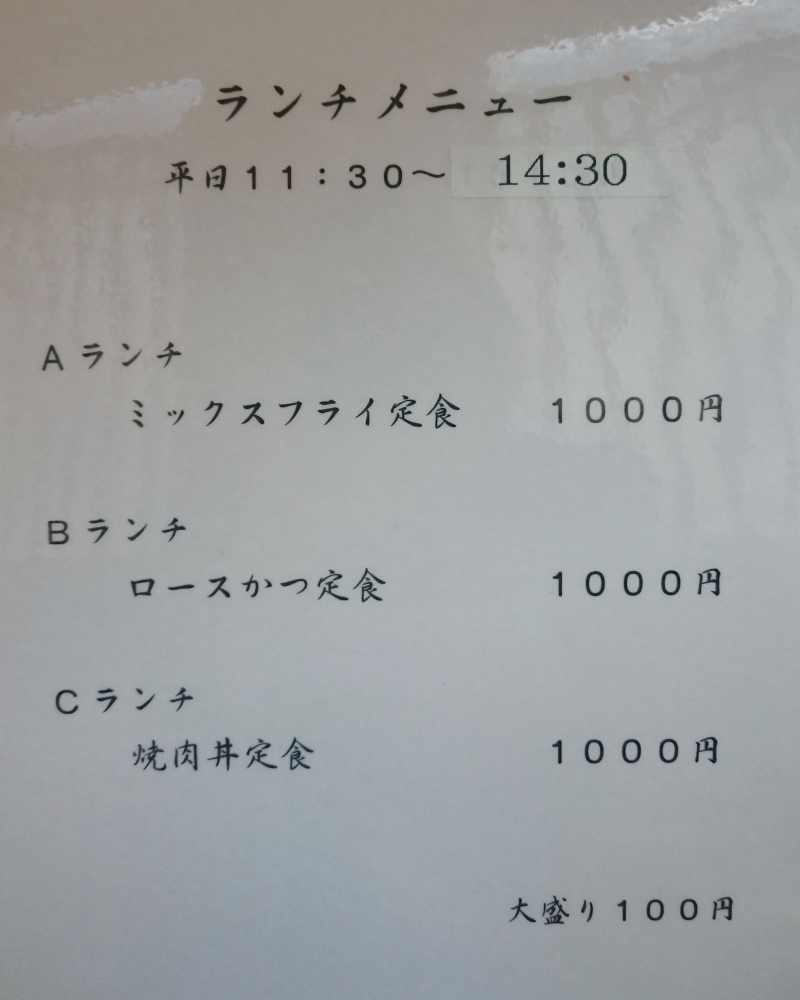 ランチメニュー
平日１１：３０～ 14:30
Aランチ
ミックスフライ定食 １０００円
Bランチ
ロースかつ定食 １０００円
Cランチ
焼肉丼定食 １０００円
大盛り１００円